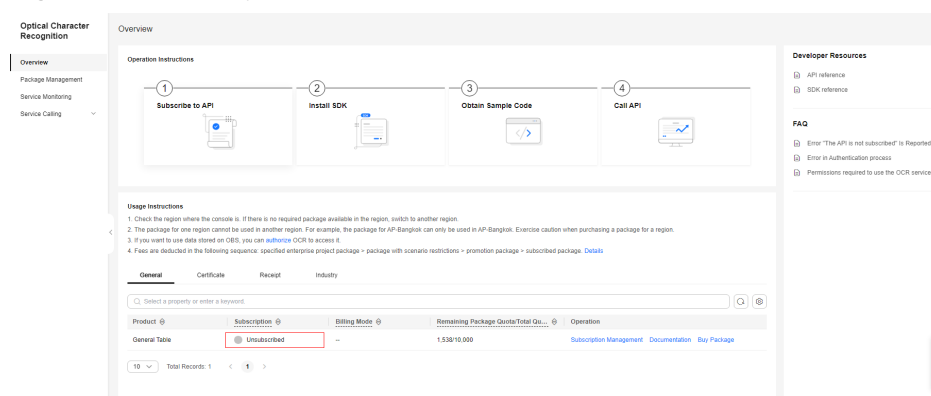 Optical Character
Recognition
Overview
Package Management
Service Monitoring
Service Calling
Overview
Operation Instructions
1
Subscribe to API
2
Install SDK
3
Obtain Sample Code
4
Call API
Usage Instructions
1. Check the region where the console is. If there is no required package available in the region, switch to another region.
2. The package for one region cannot be used in another region. For example, the package for AP-Bangkok can only be used in AP-Bangkok. Exercise caution when purchasing a package for a region.
3. If you want to use data stored on OBS, you can authorize OCR to access it.
4. Fees are deducted in the following sequence: specified enterprise project package > package with scenario restrictions > promotion package > subscribed package. Details
General Certificate Receipt Industry
Select a property or enter a keyword.
Product Subscription Billing Mode Remaining Package Quota/Total Qu... Operation
General Table Unsubscribed -- 1,538/10,000 Subscription Management Documentation Buy Package
10 Total Records: 1 < 1 >
Developer Resources
API reference
SDK reference
FAQ
Error "The API is not subscribed" Is Reported
Error in Authentication process
Permissions required to use the OCR service